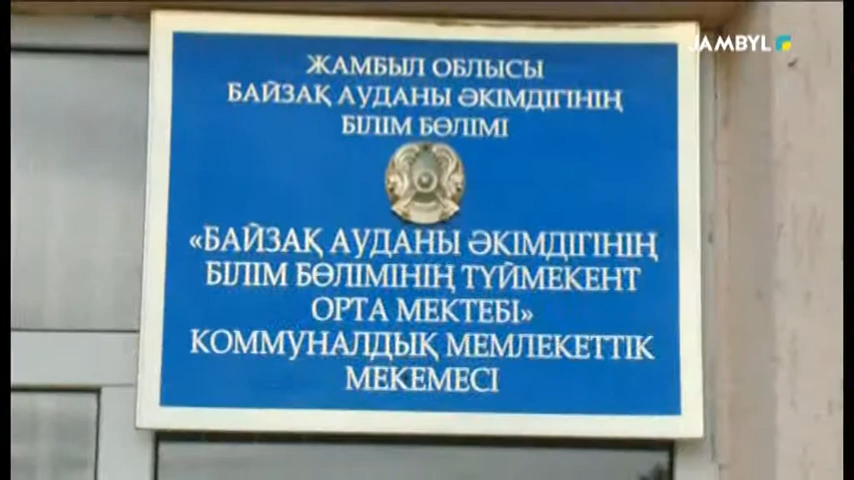 JAMBYL
ЖАМБЫЛ ОБЛЫСЫ
БАЙЗАҚ АУДАНЫ ӘКІМДІГІНІҢ
БІЛІМ БӨЛІМІ
«БАЙЗАҚ АУДАНЫ ӘКІМДІГІНІҢ
БІЛІМ БӨЛІМІНІҢ ТҮЙМЕКЕНТ
ОРТА МЕКТЕБІ»
КОММУНАЛДЫҚ МЕМЛЕКЕТТІК
МЕКЕМЕСІ